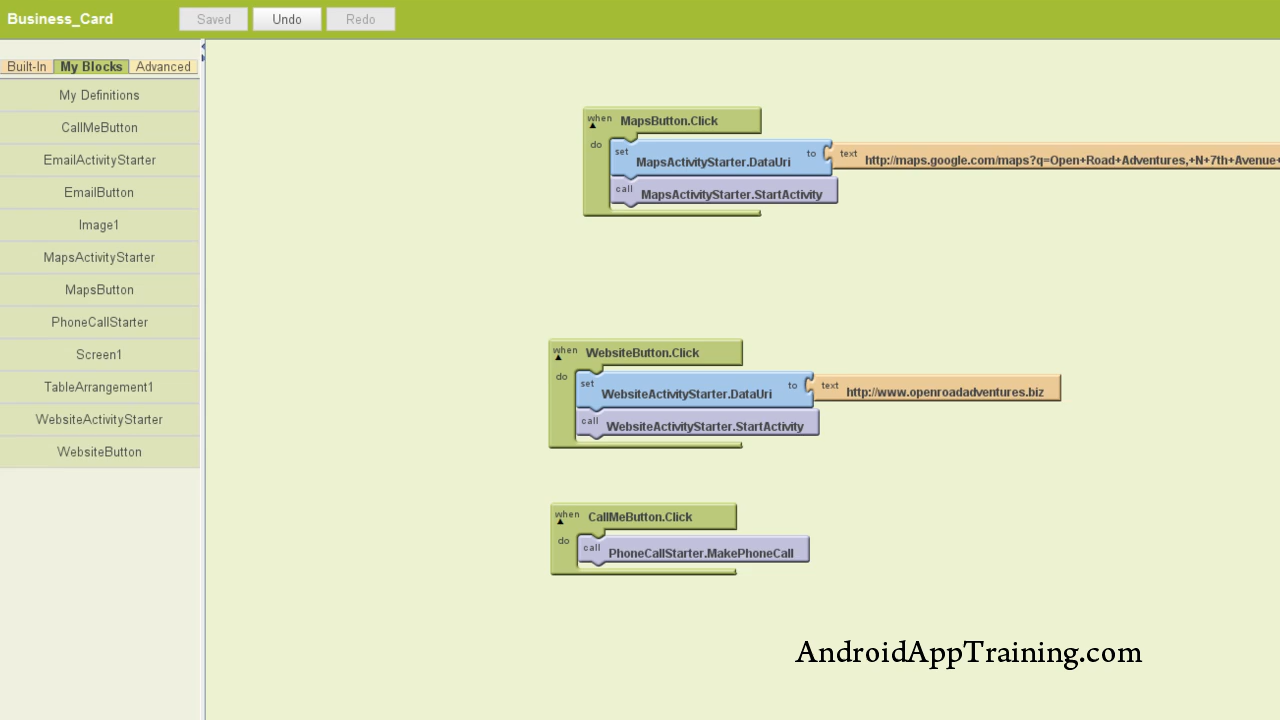 Business_Card
Saved
Undo
Redo
Built-In
My Blocks
Advanced
My Definitions
CallMeButton
EmailActivityStarter
EmailButton
Image1
MapsActivityStarter
MapsButton
PhoneCallStarter
Screen1
TableArrangement1
WebsiteActivityStarter
WebsiteButton
when MapsButton.Click
do
set MapsActivityStarter.DataUri to text http://maps.google.com/maps?q=Open+Road+Adventures,+N+7th+Avenue+
call MapsActivityStarter.StartActivity
when WebsiteButton.Click
do
set WebsiteActivityStarter.DataUri to text http://www.openroadadventures.biz
call WebsiteActivityStarter.StartActivity
when CallMeButton.Click
do
call PhoneCallStarter.MakePhoneCall
AndroidAppTraining.com